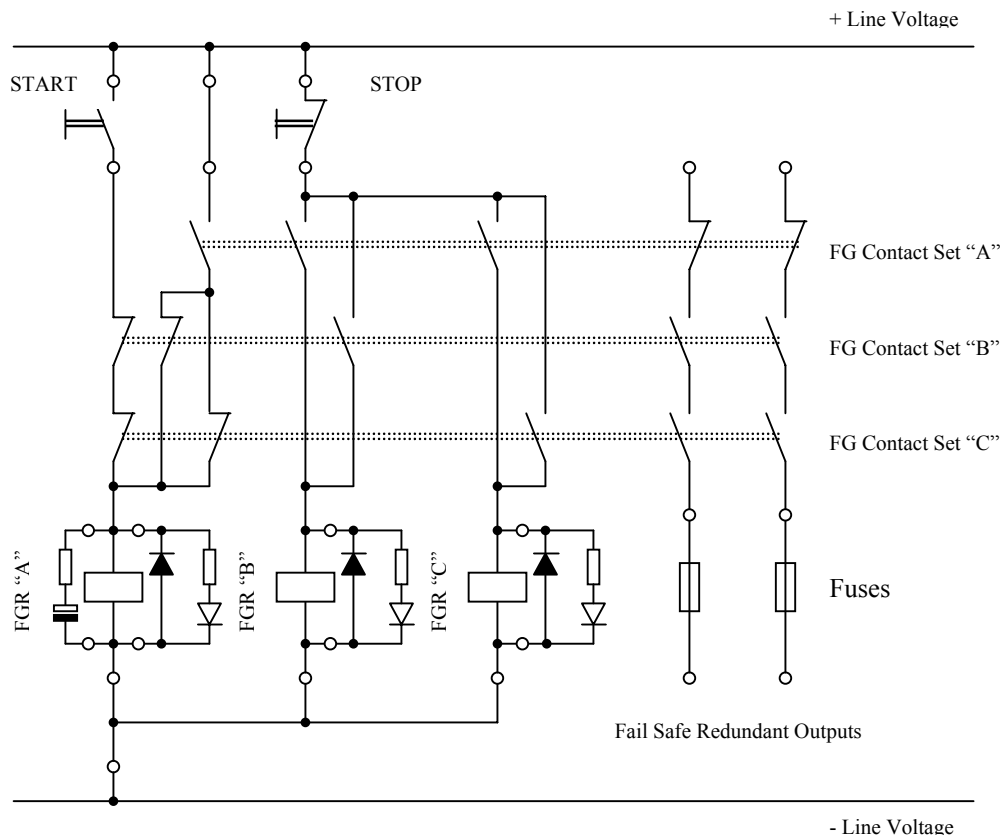 + Line Voltage
START
STOP
FG Contact Set “A”
FG Contact Set “B”
FG Contact Set “C”
FGR “A”
FGR “B”
FGR “C”
Fuses
Fail Safe Redundant Outputs
- Line Voltage